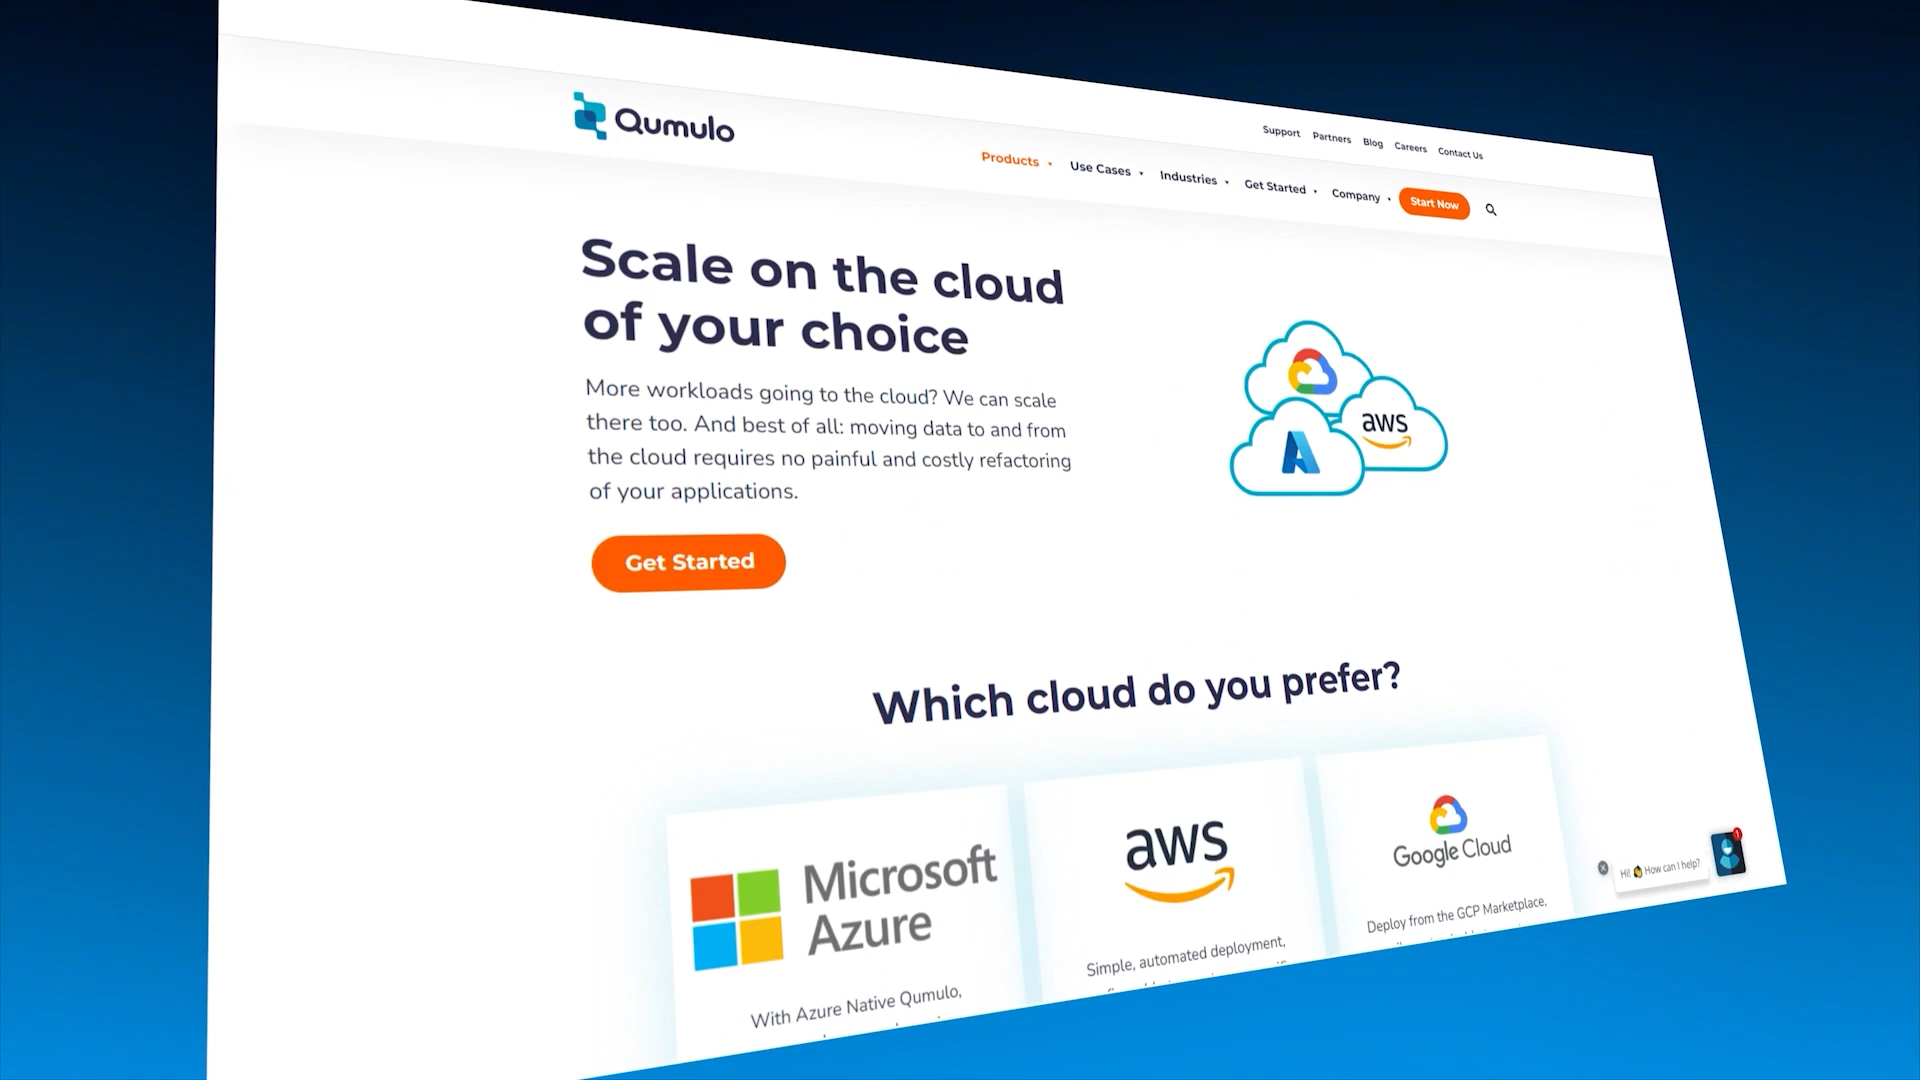 Support Partners Blog Careers Contact Us
Qumulo
Products Use Cases Industries Get Started Company Start Now
Scale on the cloud
of your choice
More workloads going to the cloud? We can scale
there too. And best of all: moving data to and from
the cloud requires no painful and costly refactoring
of your applications.
Get Started
aws
Which cloud do you prefer?
Microsoft
Azure
With Azure Native Qumulo,
aws
Simple, automated deployment,
Google Cloud
Deploy from the GCP Marketplace,
Hi! How can I help?
1